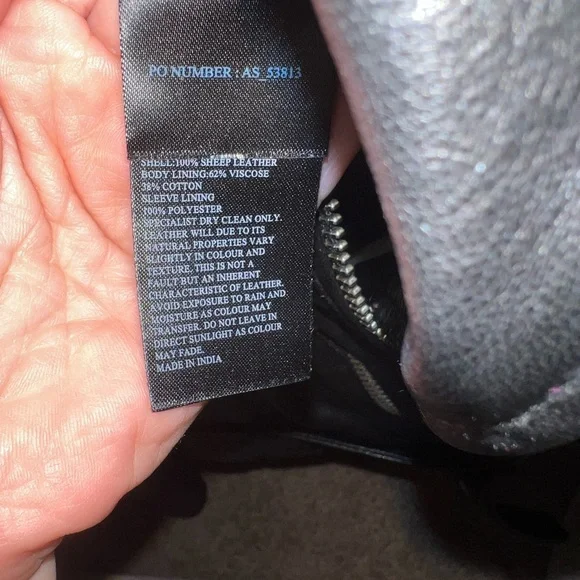 PO NUMBER : AS_53813
SHELL:100% SHEEP LEATHER
BODY LINING:62% VISCOSE
38% COTTON
SLEEVE LINING
100% POLYESTER
SPECIALIST DRY CLEAN ONLY.
LEATHER WILL DUE TO ITS
NATURAL PROPERTIES VARY
SLIGHTLY IN COLOUR AND
TEXTURE. THIS IS NOT A
FAULT BUT AN INHERENT
CHARACTERISTIC OF LEATHER.
AVOID EXPOSURE TO RAIN AND
MOISTURE AS COLOUR MAY
TRANSFER. DO NOT LEAVE IN
DIRECT SUNLIGHT AS COLOUR
MAY FADE.
MADE IN INDIA